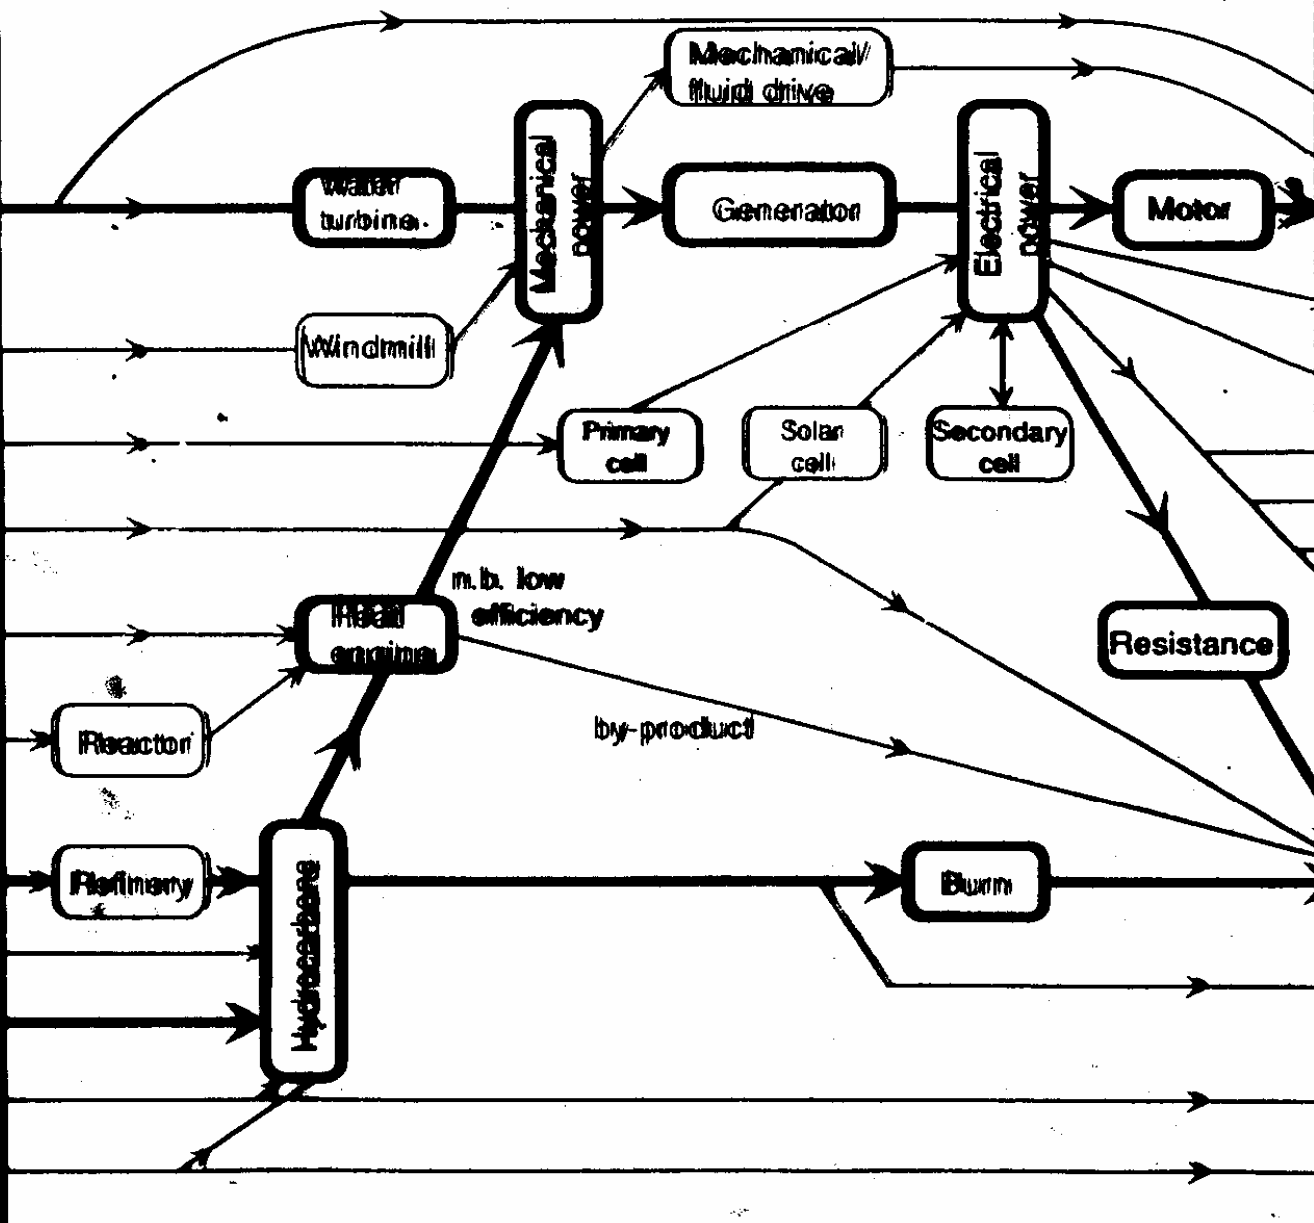 Mechanical/
fluid drive
Mechanical
power
Electrical
power
Water
turbine
Generator
Motor
Windmill
Primary
cell
Solar
cell
Secondary
cell
n.b. low
efficiency
Heat
engine
Resistance
by-product
Reactor
Refinery
Burn
Hydrocarbons